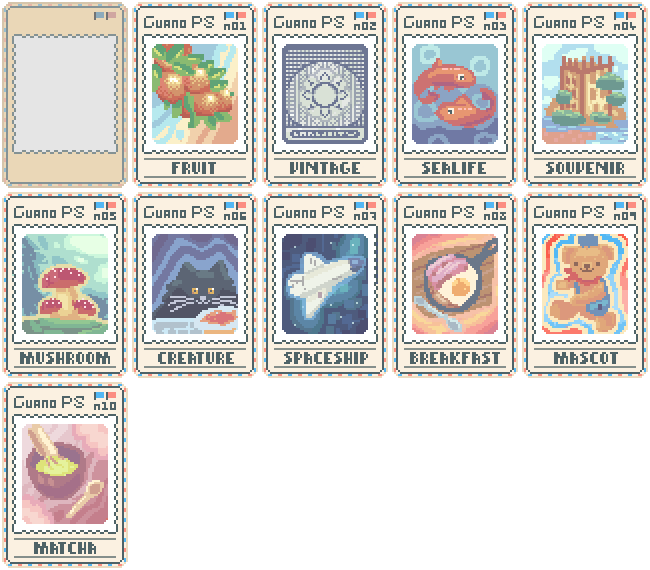 Guano PS n01
FRUIT
Guano PS n02
VINTAGE
Guano PS n03
SEALIFE
Guano PS n04
SOUVENIR
Guano PS n05
MUSHROOM
Guano PS n06
CREATURE
Guano PS n07
SPACESHIP
Guano PS n08
BREAKFAST
Guano PS n09
MASCOT
Guano PS n10
MATCHA